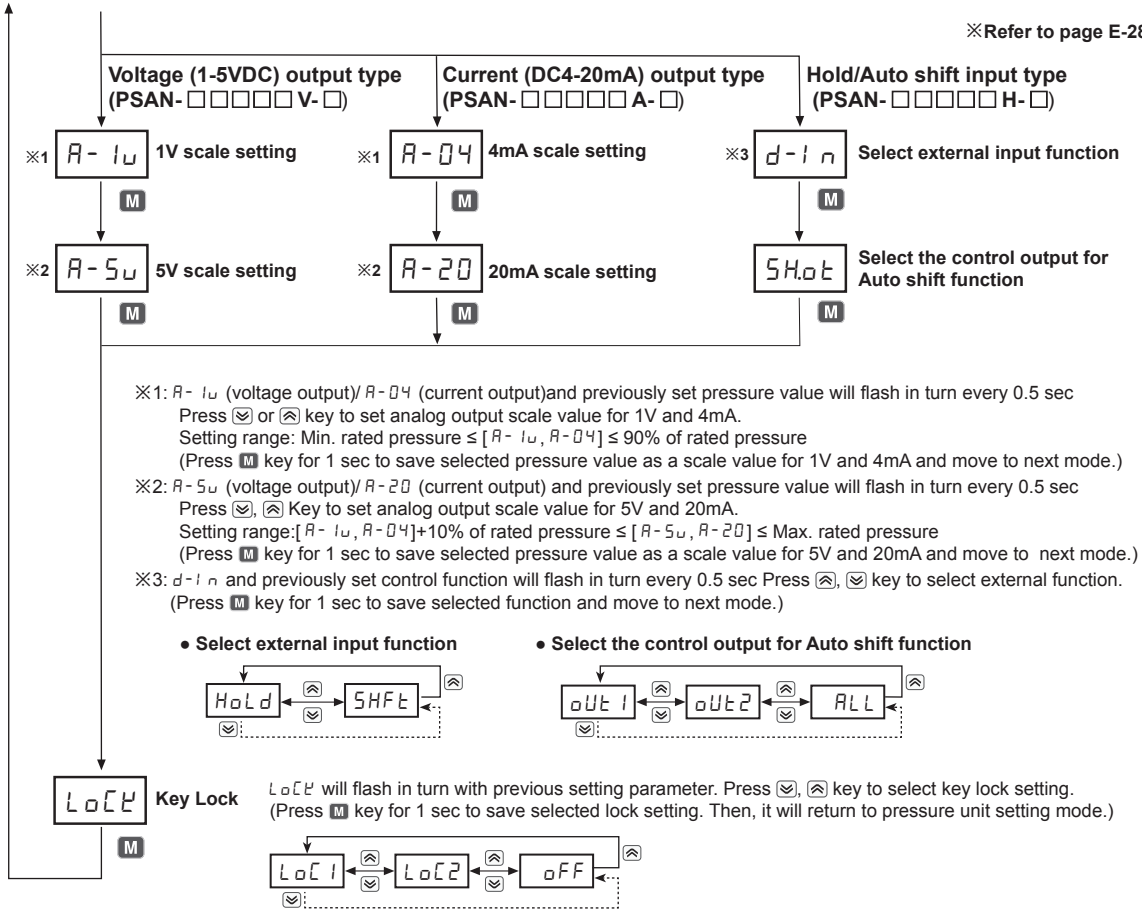 ※Refer to page E-28
Voltage (1-5VDC) output type
(PSAN- □□□□□ V- □)
Current (DC4-20mA) output type
(PSAN- □□□□□ A- □)
Hold/Auto shift input type
(PSAN- □□□□□ H- □)
※1 A-1v 1V scale setting
※1 A-04 4mA scale setting
※3 d-In Select external input function
M
M
M
※2 A-5v 5V scale setting
※2 A-20 20mA scale setting
SH.ot Select the control output for
Auto shift function
M
M
M
※1: A-1v (voltage output)/ A-04 (current output)and previously set pressure value will flash in turn every 0.5 sec
Press or key to set analog output scale value for 1V and 4mA.
Setting range: Min. rated pressure ≤ [A-1v, A-04] ≤ 90% of rated pressure
(Press M key for 1 sec to save selected pressure value as a scale value for 1V and 4mA and move to next mode.)
※2: A-5v (voltage output)/ A-20 (current output) and previously set pressure value will flash in turn every 0.5 sec
Press , Key to set analog output scale value for 5V and 20mA.
Setting range:[A-1v, A-04]+10% of rated pressure ≤ [A-5v, A-20] ≤ Max. rated pressure
(Press M key for 1 sec to save selected pressure value as a scale value for 5V and 20mA and move to next mode.)
※3: d-In and previously set control function will flash in turn every 0.5 sec Press , key to select external function.
(Press M key for 1 sec to save selected function and move to next mode.)
● Select external input function
● Select the control output for Auto shift function
HoLd SHFt
oUt1 oUt2 ALL
LoCK Key Lock
LoCK will flash in turn with previous setting parameter. Press , key to select key lock setting.
(Press M key for 1 sec to save selected lock setting. Then, it will return to pressure unit setting mode.)
M
LoC1 LoC2 oFF